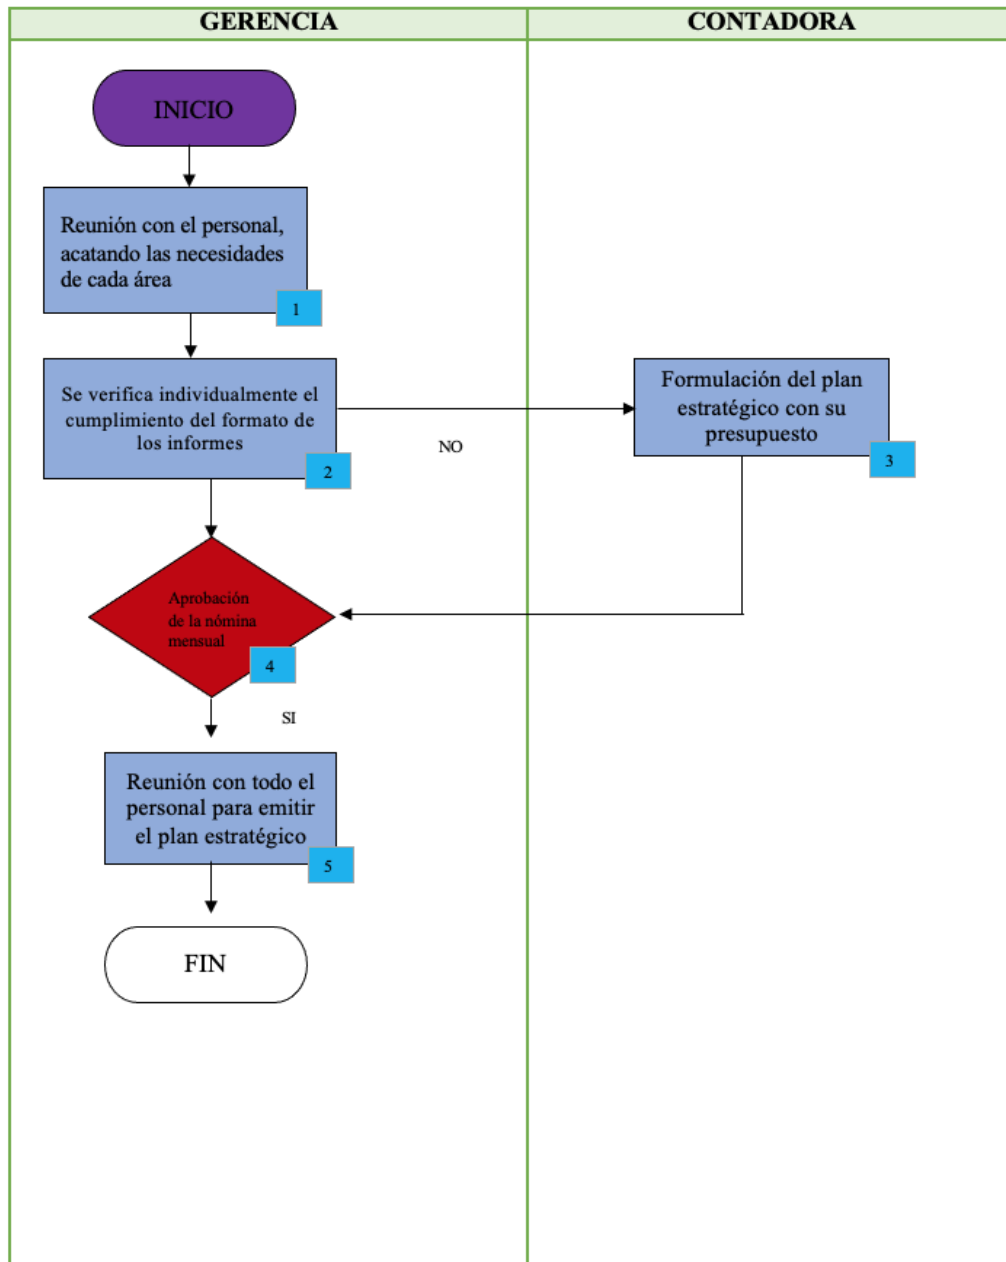 GERENCIA
CONTADORA
INICIO
Reunión con el personal,
acatando las necesidades
de cada área
1
Se verifica individualmente el
cumplimiento del formato de
los informes
2
NO
Formulación del plan
estratégico con su
presupuesto
3
Aprobación
de la nómina
mensual
4
SI
Reunión con todo el
personal para emitir
el plan estratégico
5
FIN